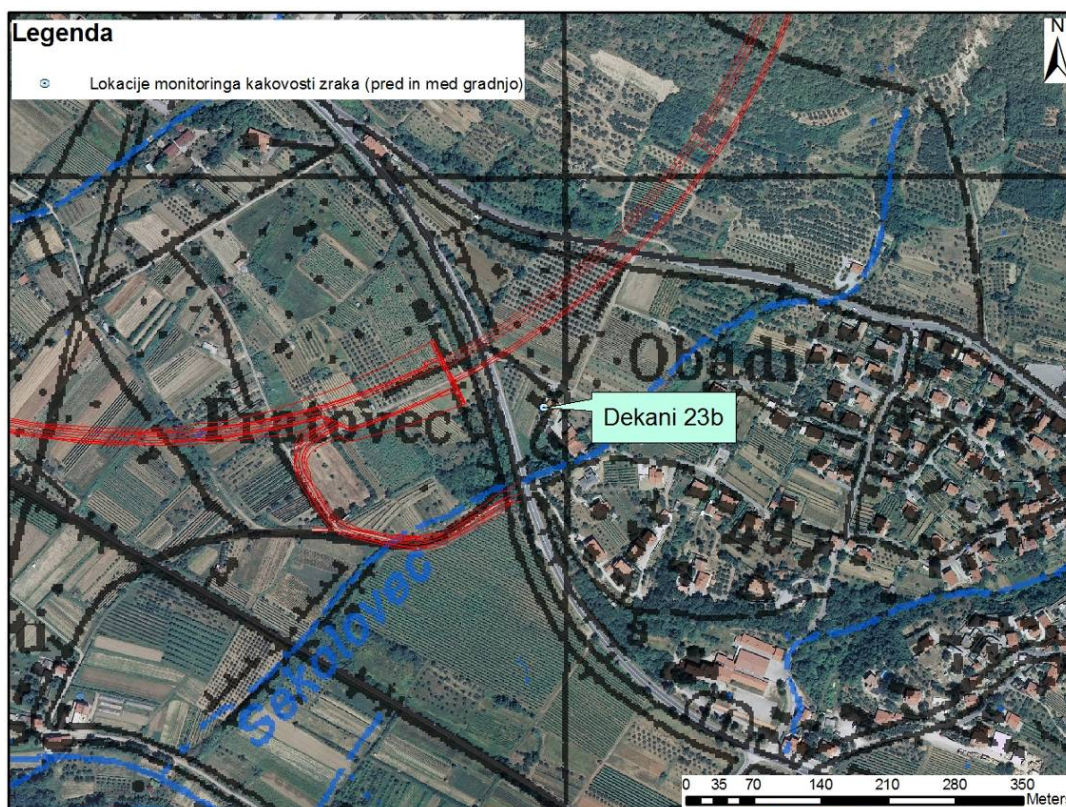 Legenda
Lokacije monitoringa kakovosti zraka (pred in med gradnjo)
N
Obadi
Fratovec
Dekani 23b
Sekolovec
0 35 70 140 210 280 350
Meters